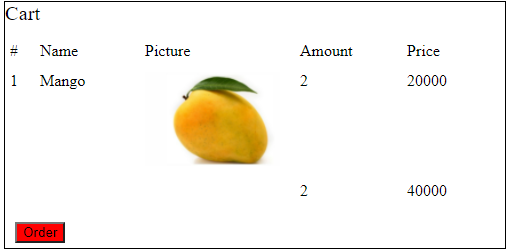 Cart
# Name Picture Amount Price
1 Mango 2 20000
2 40000
Order